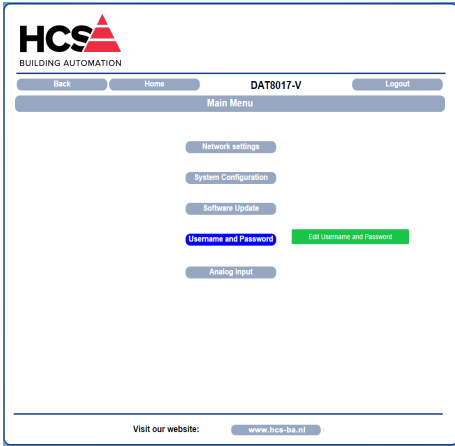 HCS
BUILDING AUTOMATION
Back Home DAT8017-V Logout
Main Menu
Network settings
System Configuration
Software Update
Username and Password Edit Username and Password
Analog Input
Visit our website: www.hcs-ba.nl